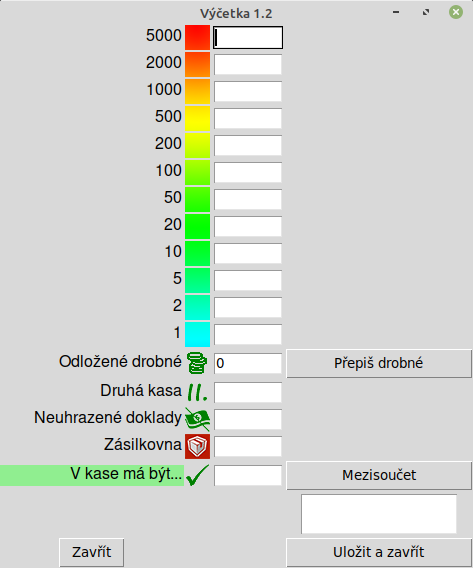 Výčetka 1.2
5000
2000
1000
500
200
100
50
20
10
5
2
1
Odložené drobné 0 Přepiš drobné
Druhá kasa II.
Neuhrazené doklady
Zásilkovna
V kase má být... Mezisoučet
Zavřít Uložit a zavřít